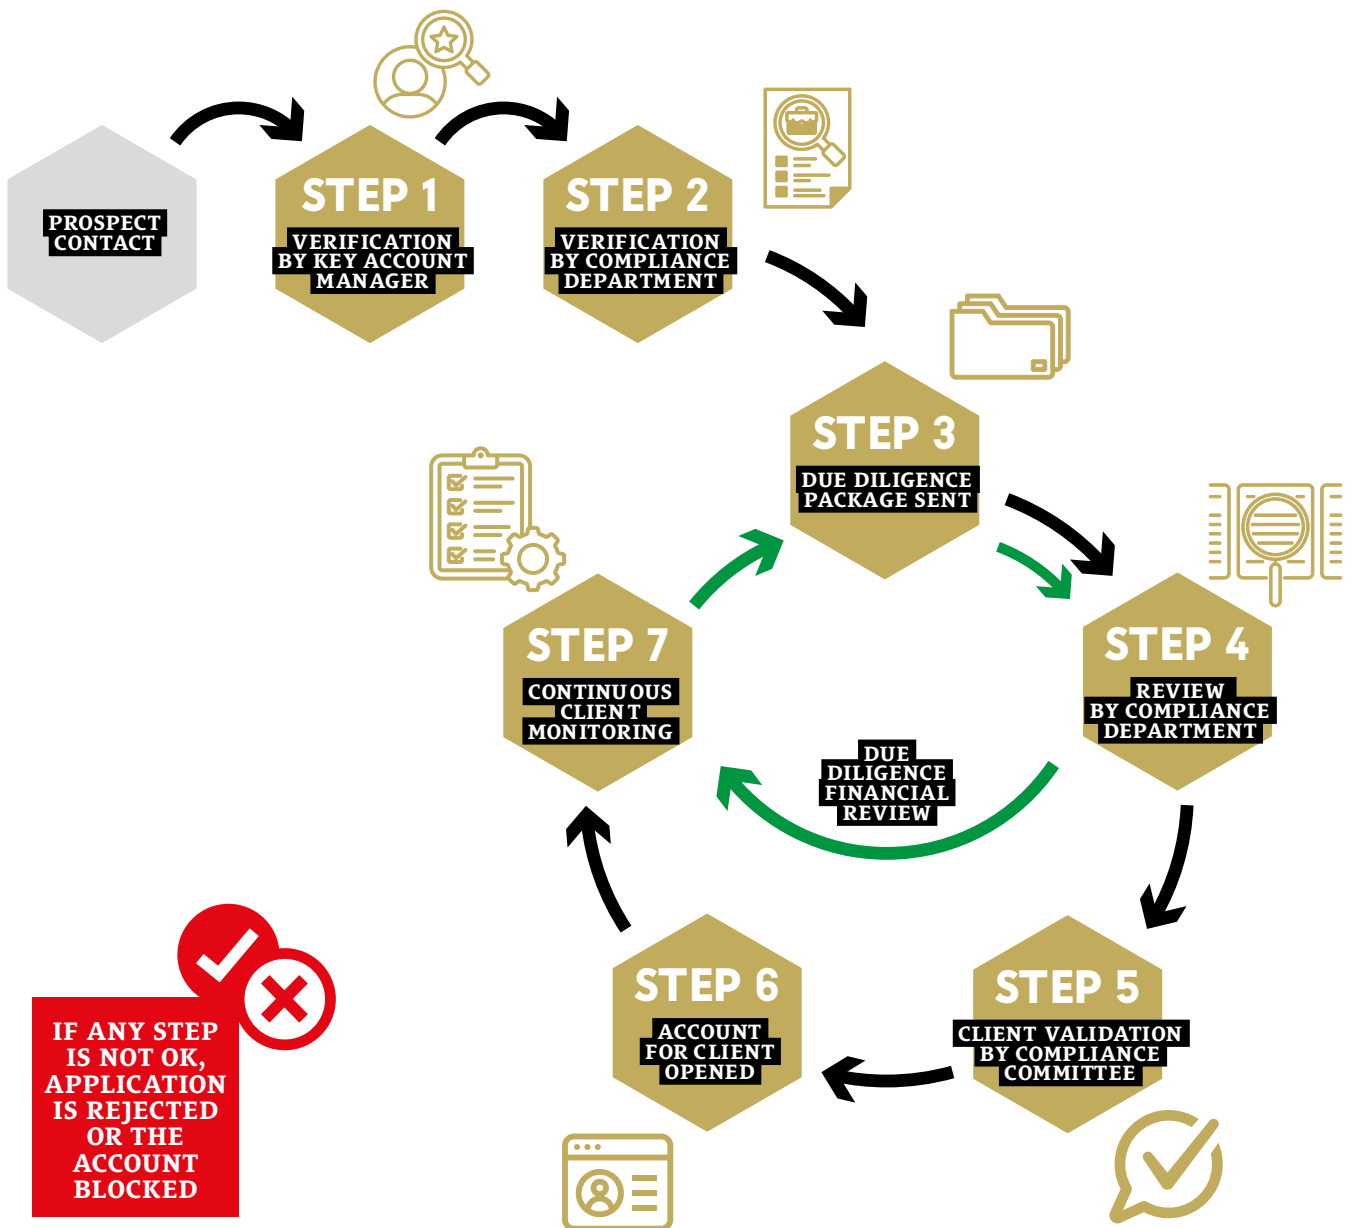 PROSPECT
CONTACT
STEP 1
VERIFICATION
BY KEY ACCOUNT
MANAGER
STEP 2
VERIFICATION
BY COMPLIANCE
DEPARTMENT
STEP 3
DUE DILIGENCE
PACKAGE SENT
STEP 4
REVIEW
BY COMPLIANCE
DEPARTMENT
STEP 7
CONTINUOUS
CLIENT
MONITORING
DUE
DILIGENCE
FINANCIAL
REVIEW
STEP 5
CLIENT VALIDATION
BY COMPLIANCE
COMMITTEE
STEP 6
ACCOUNT
FOR CLIENT
OPENED
IF ANY STEP
IS NOT OK,
APPLICATION
IS REJECTED
OR THE
ACCOUNT
BLOCKED